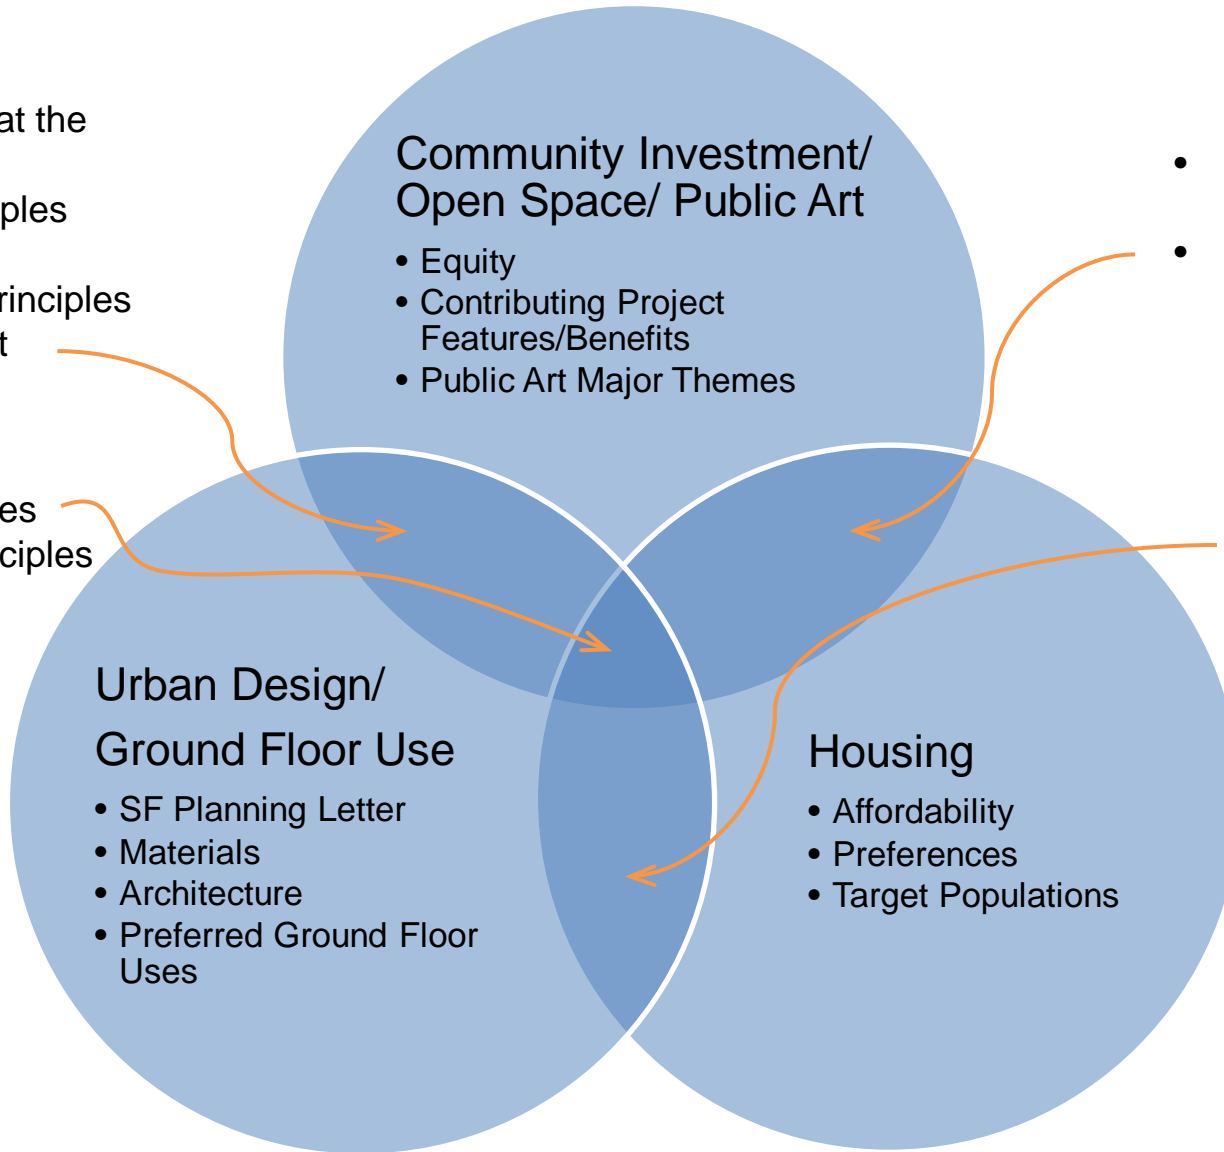 at the
ples
rinciples
t
es
ciples
Community Investment/
Open Space/ Public Art
• Equity
• Contributing Project
Features/Benefits
• Public Art Major Themes
•
•
Urban Design/
Ground Floor Use
• SF Planning Letter
• Materials
• Architecture
• Preferred Ground Floor
Uses
Housing
• Affordability
• Preferences
• Target Populations